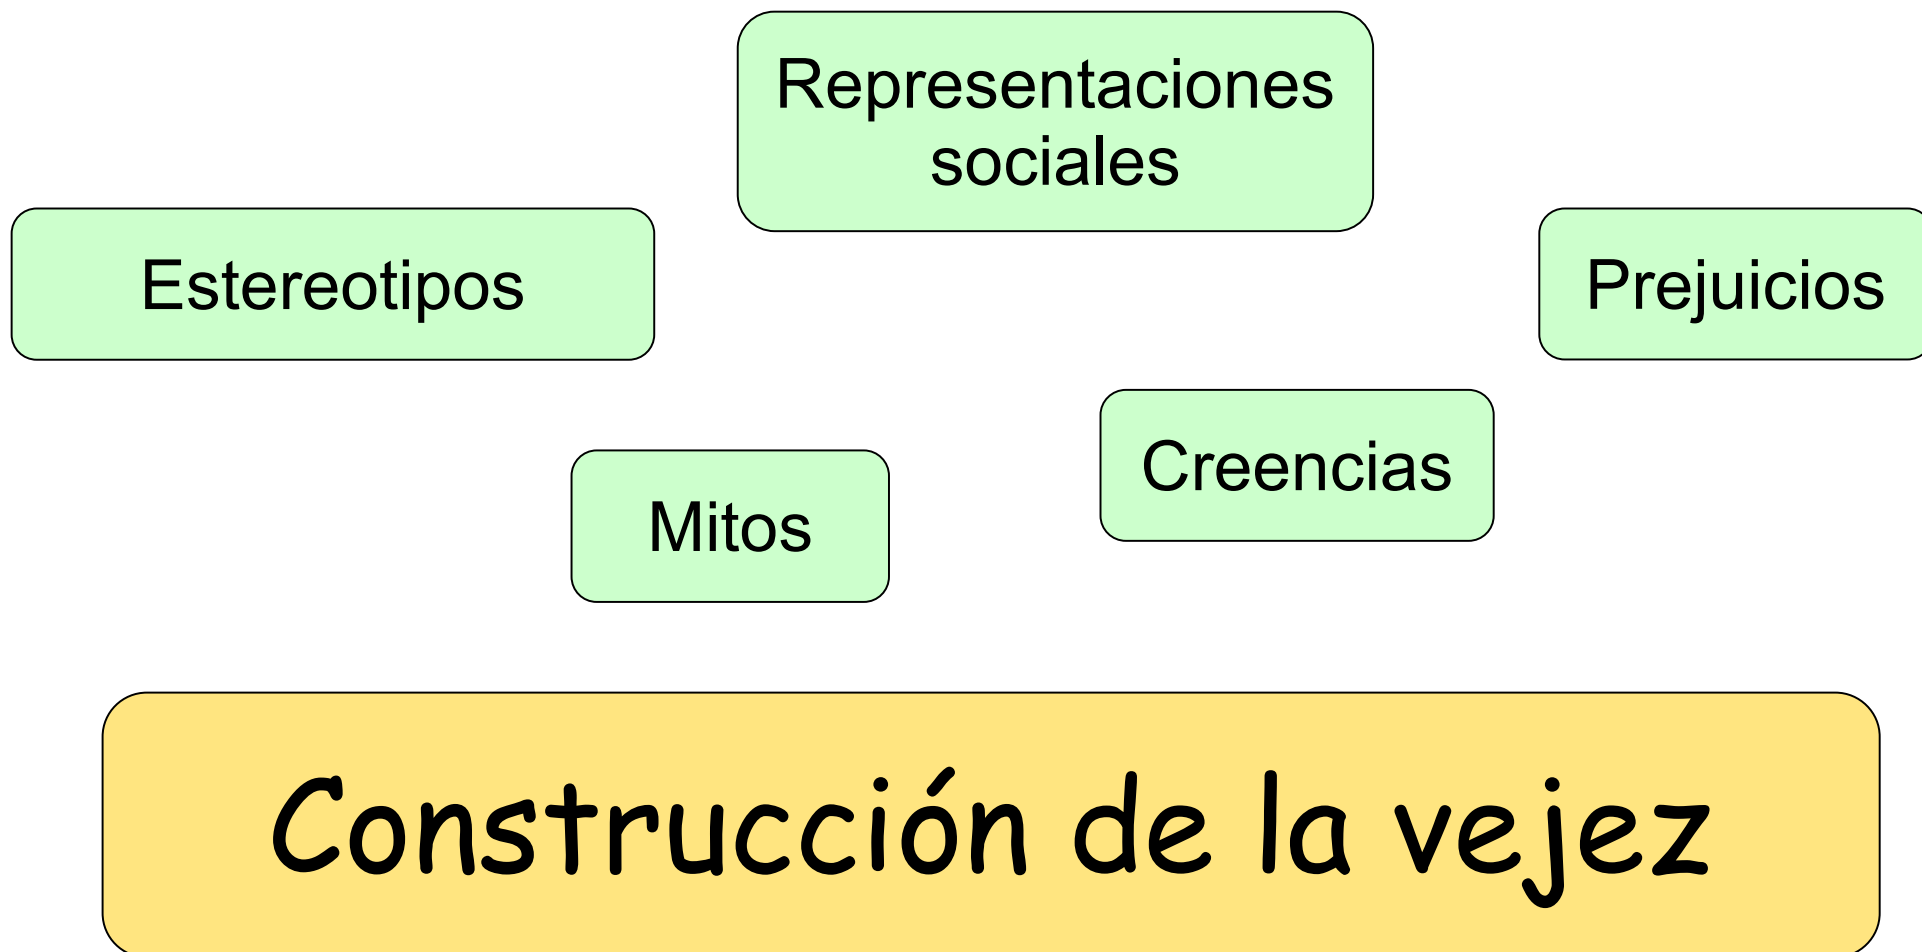 Representaciones
sociales
Estereotipos
Prejuicios
Creencias
Mitos
Construcción de la vejez